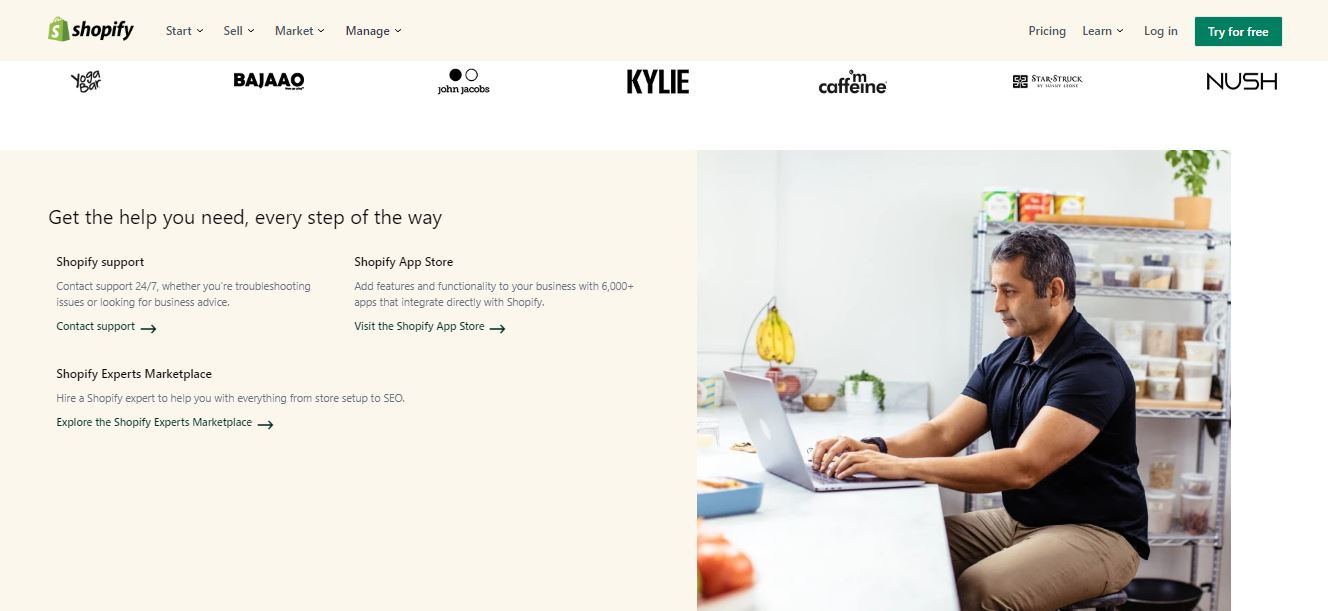 shopify
Start
Sell
Market
Manage
Pricing
Learn
Log in
Try for free
Yoga
Bar
BAJAAO
john jacobs
KYLIE
m
caffeine
STAR STRUCK
BY SUNNY LEONE
NUSH
Get the help you need, every step of the way
Shopify support
Contact support 24/7, whether you're troubleshooting
issues or looking for business advice.
Contact support
Shopify App Store
Add features and functionality to your business with 6,000+
apps that integrate directly with Shopify.
Visit the Shopify App Store
Shopify Experts Marketplace
Hire a Shopify expert to help you with everything from store setup to SEO.
Explore the Shopify Experts Marketplace